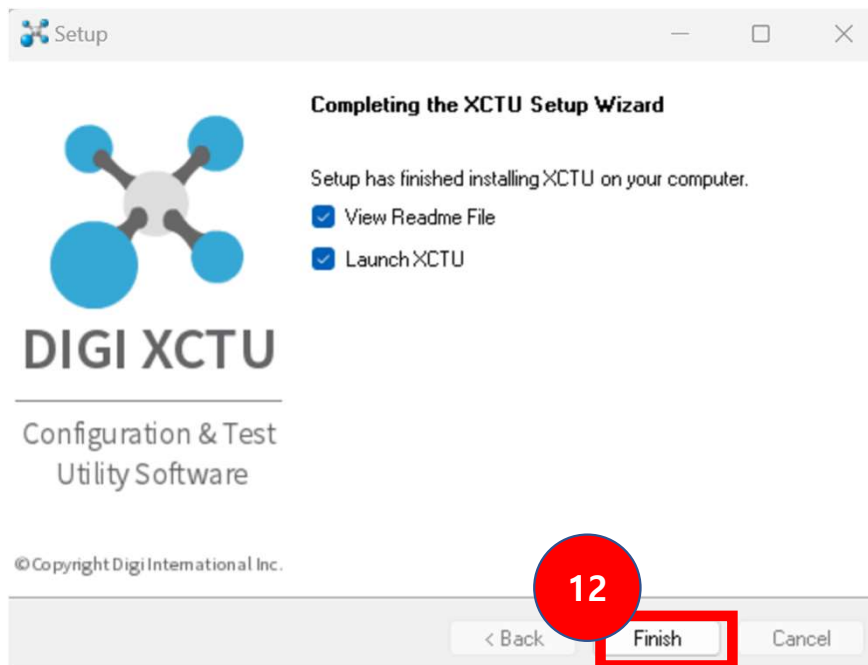 Setup
Completing the XCTU Setup Wizard
Setup has finished installing XCTU on your computer.
View Readme File
Launch XCTU
DIGI XCTU
Configuration & Test
Utility Software
©Copyright Digi International Inc.
12
< Back
Finish
Cancel